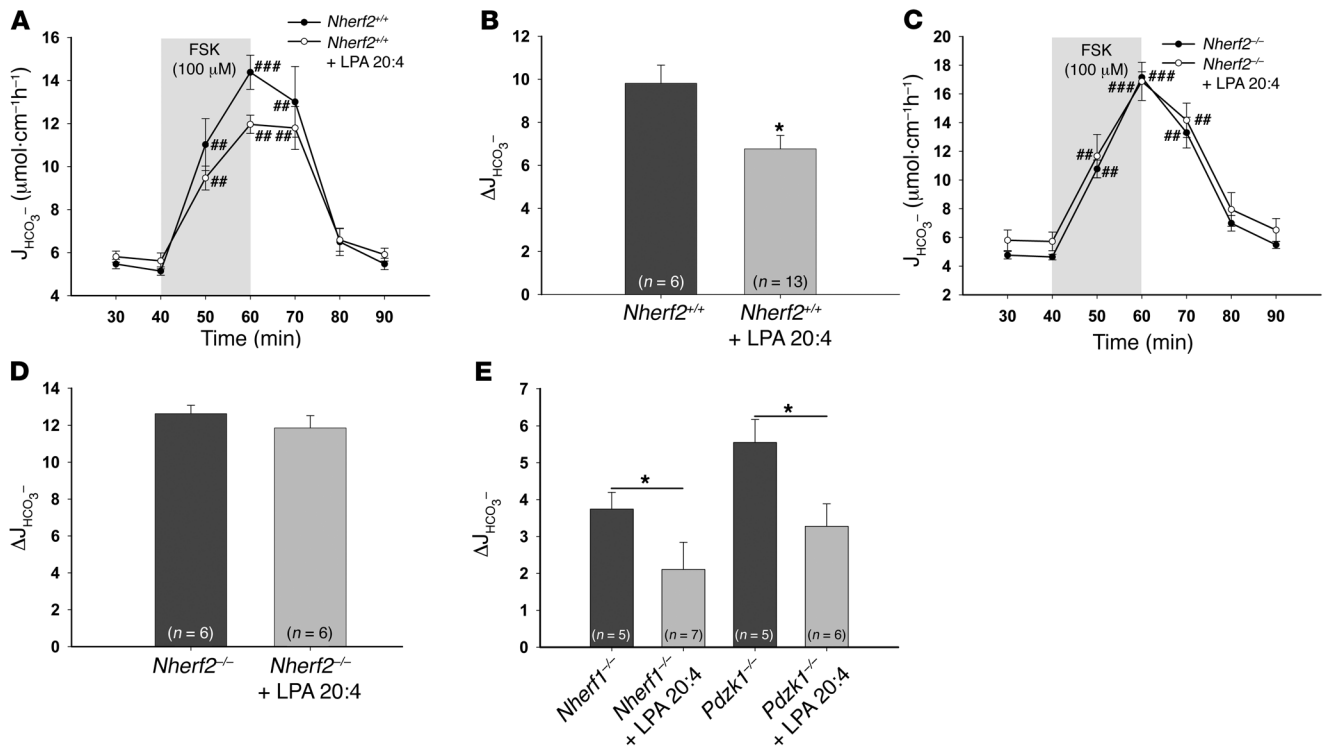 A
Nherf2+/+
Nherf2+/+
+ LPA 20:4
FSK
(100 μM)
16
14
12
10
8
6
4
JHCO3− (μmol·cm−1h−1)
###
##
##
##
## ##
30 40 50 60 70 80 90
Time (min)
B
12
10
8
6
4
2
0
ΔJHCO3−
*
(n = 6)
(n = 13)
Nherf2+/+
Nherf2+/+
+ LPA 20:4
C
Nherf2−/−
Nherf2−/−
+ LPA 20:4
FSK
(100 μM)
20
18
16
14
12
10
8
6
4
2
JHCO3− (μmol·cm−1h−1)
###
###
##
##
##
##
30 40 50 60 70 80 90
Time (min)
D
14
12
10
8
6
4
2
0
ΔJHCO3−
(n = 6)
(n = 6)
Nherf2−/−
Nherf2−/−
+ LPA 20:4
E
7
6
5
4
3
2
1
0
ΔJHCO3−
*
*
(n = 5)
(n = 7)
(n = 5)
(n = 6)
Nherf1−/−
Nherf1−/−
+ LPA 20:4
Pdzk1−/−
Pdzk1−/−
+ LPA 20:4